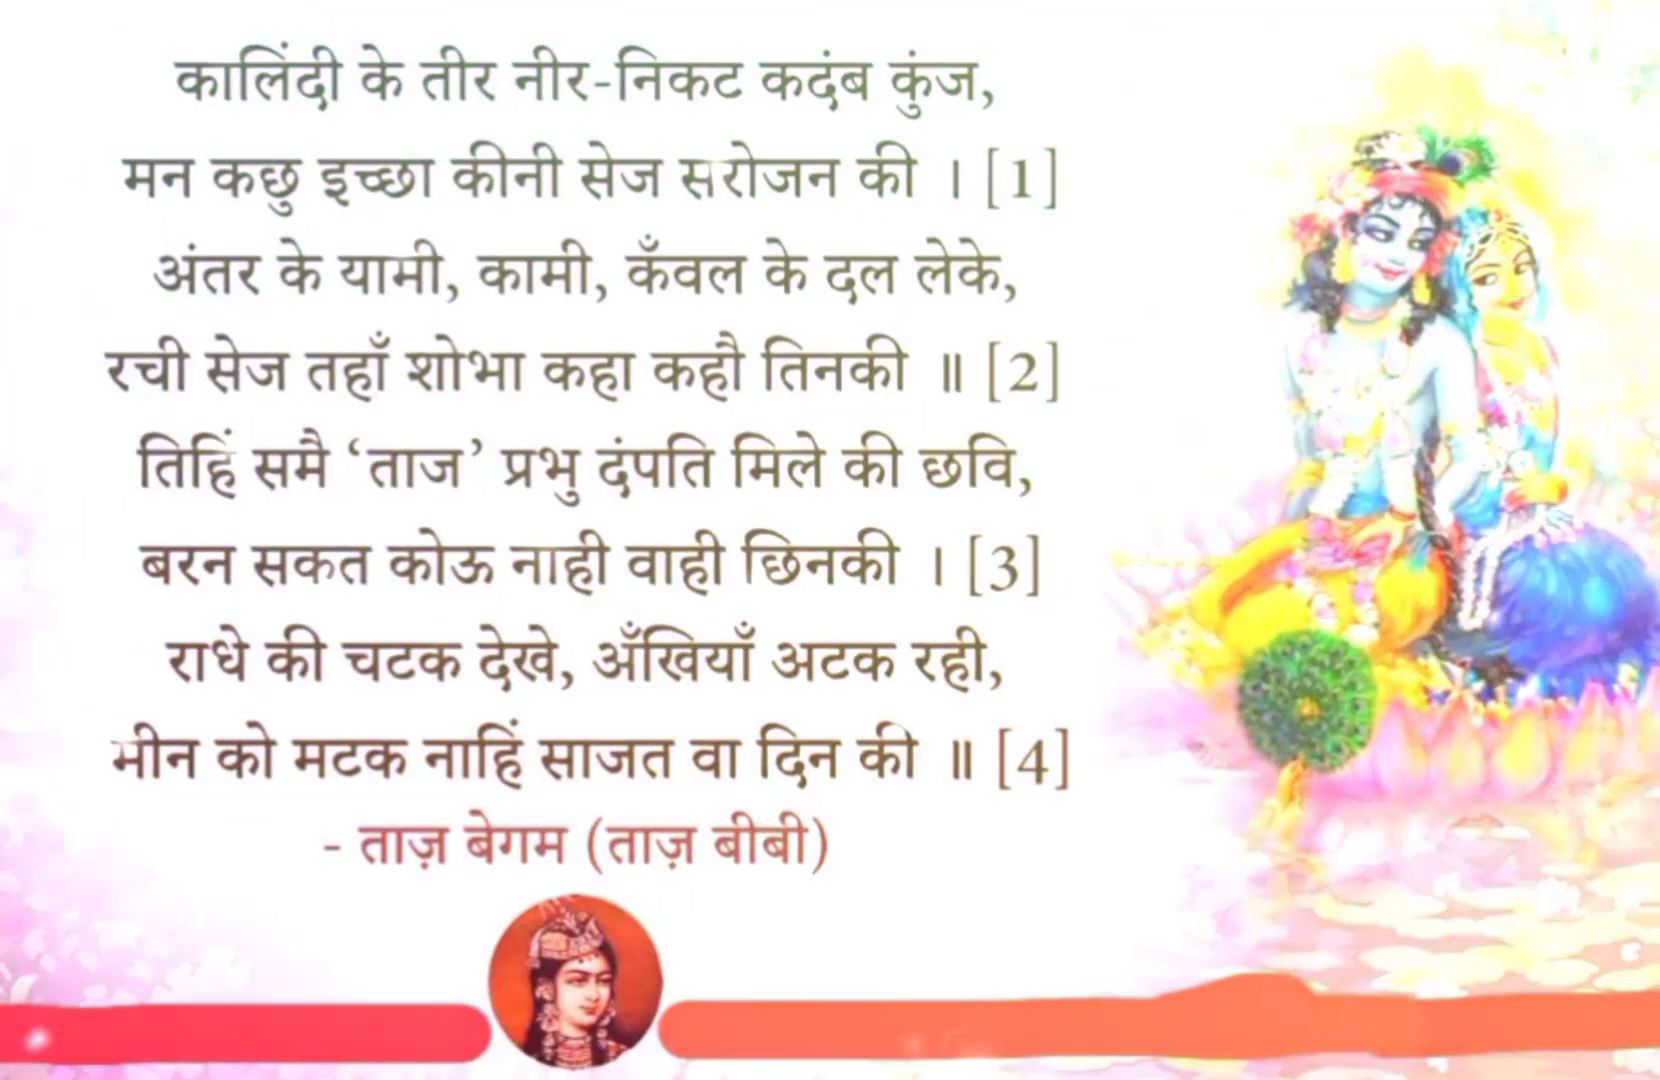 कालिंदी के तीर नीर-निकट कदंब कुंज,
मन कछु इच्छा कीनी सेज सरोजन की । [1]
अंतर के यामी, कामी, कँवल के दल लेके,
रची सेज तहाँ शोभा कहा कहौ तिनकी ॥ [2]
तिहिं समै ‘ताज’ प्रभु दंपति मिले की छवि,
बरन सकत कोऊ नाही वाही छिनकी । [3]
राधे की चटक देखे, अँखियाँ अटक रही,
मीन को मटक नाहिं साजत वा दिन की ॥ [4]
- ताज़ बेगम (ताज़ बीबी)